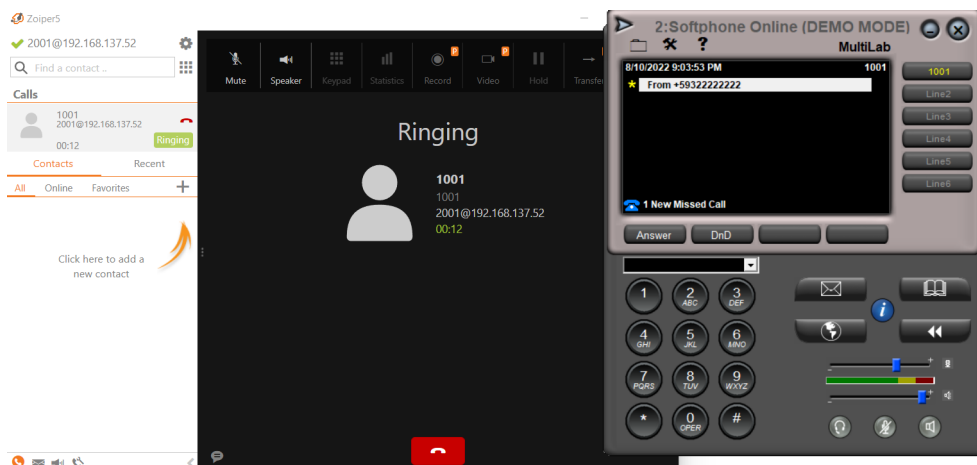 Zoiper5
2001@192.168.137.52
Find a contact ..
Calls
1001
2001@192.168.137.52
00:12
Ringing
Contacts
Recent
All
Online
Favorites
Click here to add a
new contact
Mute
Speaker
Keypad
Statistics
Record
Video
Hold
Transfer
P
P
Ringing
1001
1001
2001@192.168.137.52
00:12
2:Softphone Online (DEMO MODE)
?
MultiLab
8/10/2022 9:03:53 PM
1001
* From +59322222222
1 New Missed Call
Answer
DnD
1001
Line2
Line3
Line4
Line5
Line6
1
2
ABC
3
DEF
4
GHI
5
JKL
6
MNO
7
PQRS
8
TUV
9
WXYZ
*
0
OPER
#
i
- +
- +